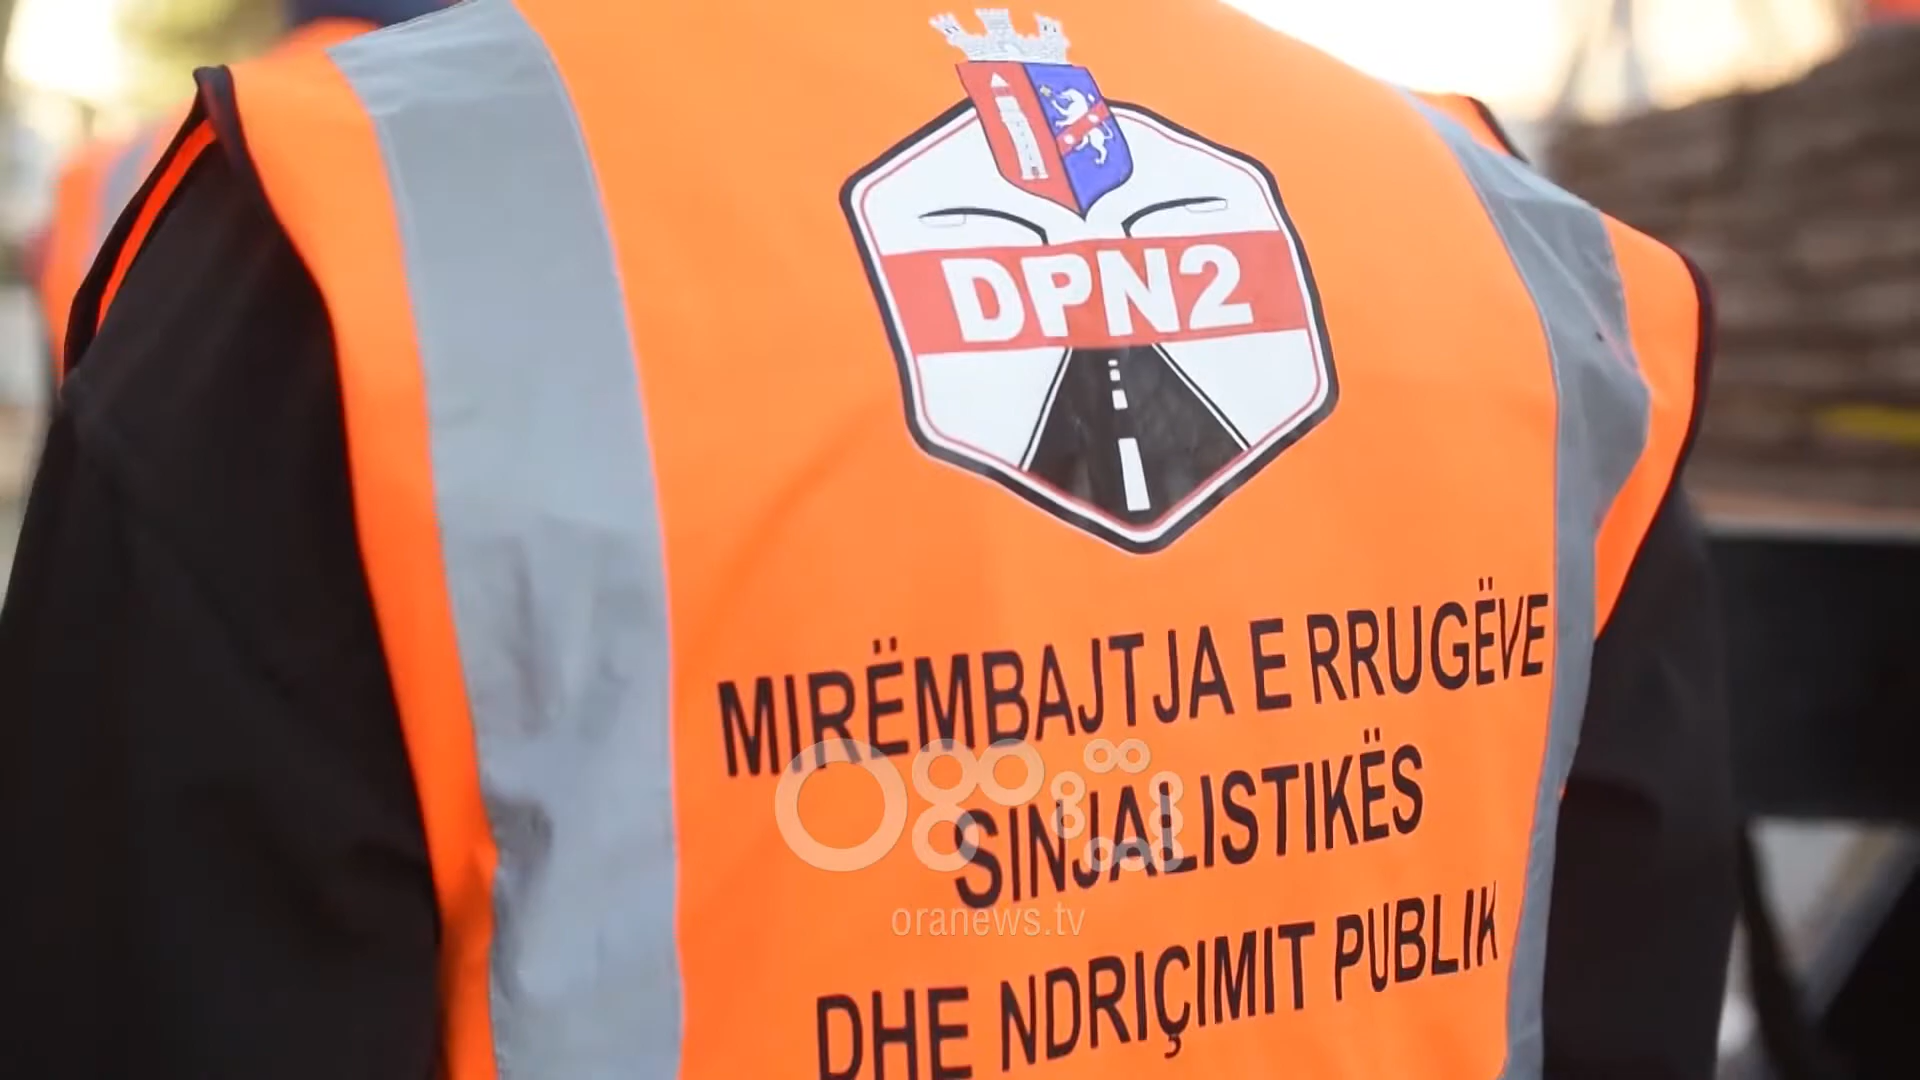 DPN2
MIRËMBAJTJA E RRUGËVE
SINJALISTIKËS
oranews.tv
DHE NDRIÇIMIT PUBLIK